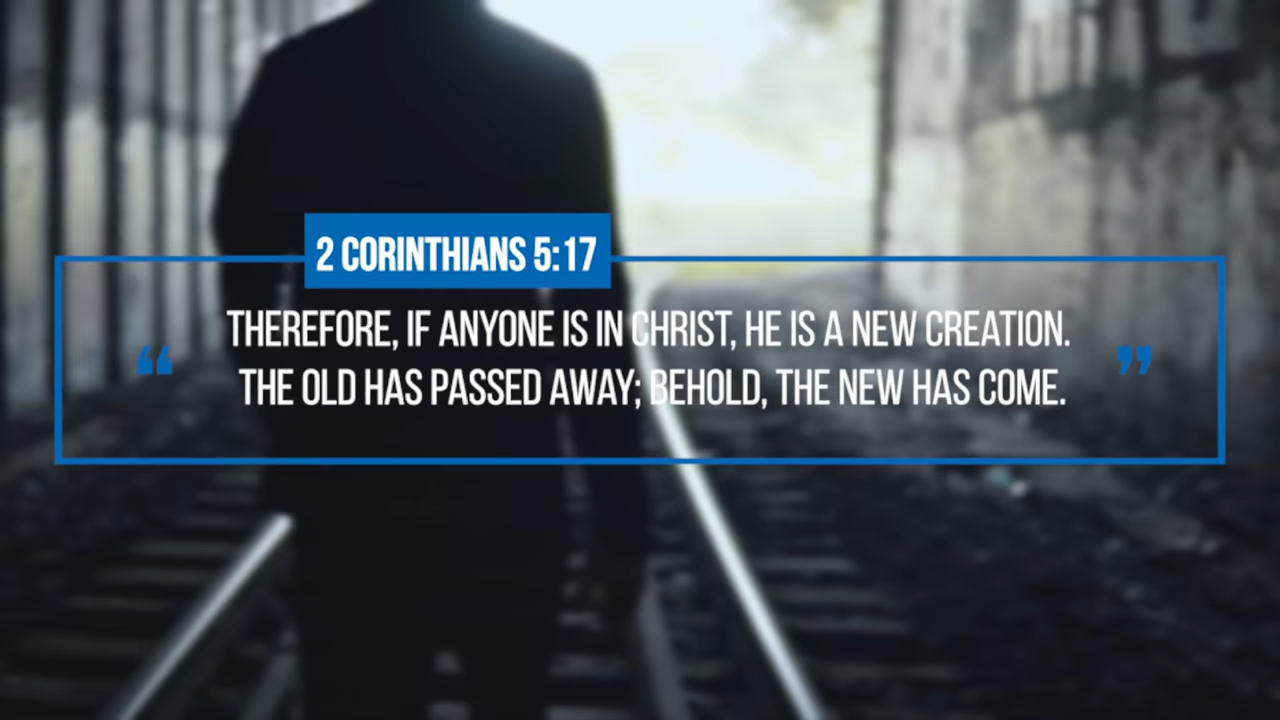 2 CORINTHIANS 5:17
THEREFORE, IF ANYONE IS IN CHRIST, HE IS A NEW CREATION.
“ THE OLD HAS PASSED AWAY; BEHOLD, THE NEW HAS COME. ”